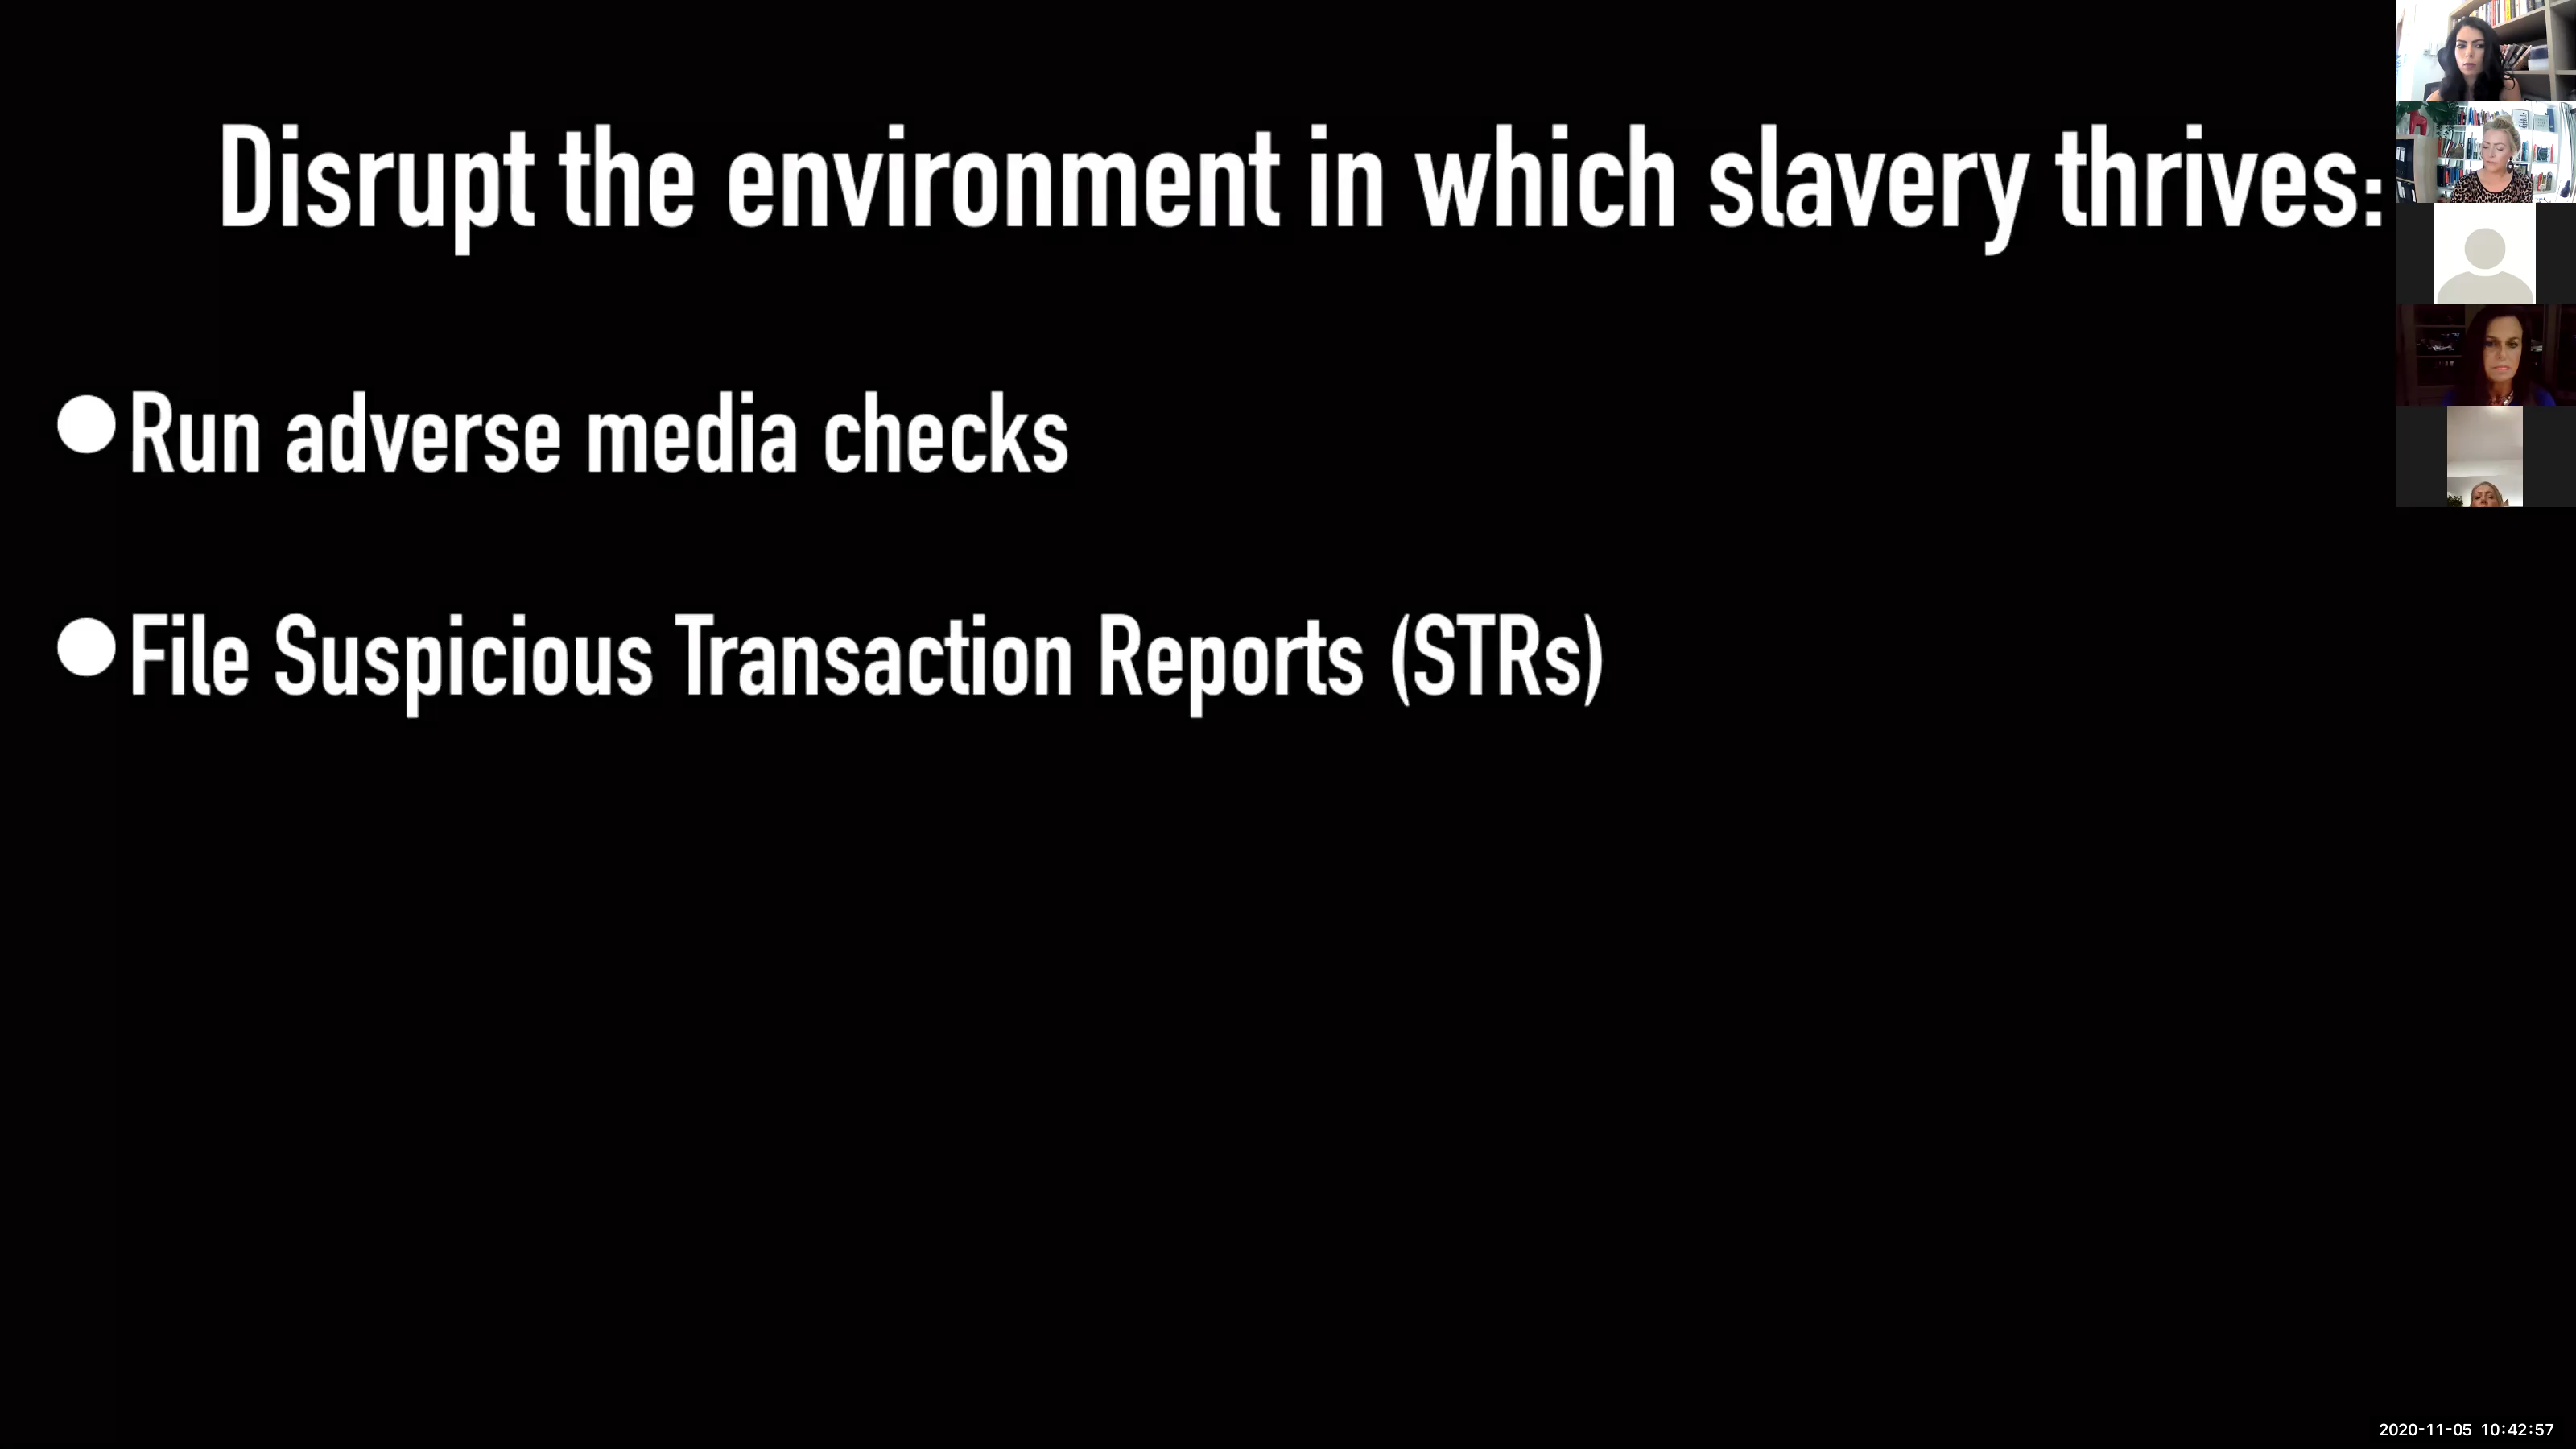 Disrupt the environment in which slavery thrives:
● Run adverse media checks
● File Suspicious Transaction Reports (STRs)
2020-11-05 10:42:57